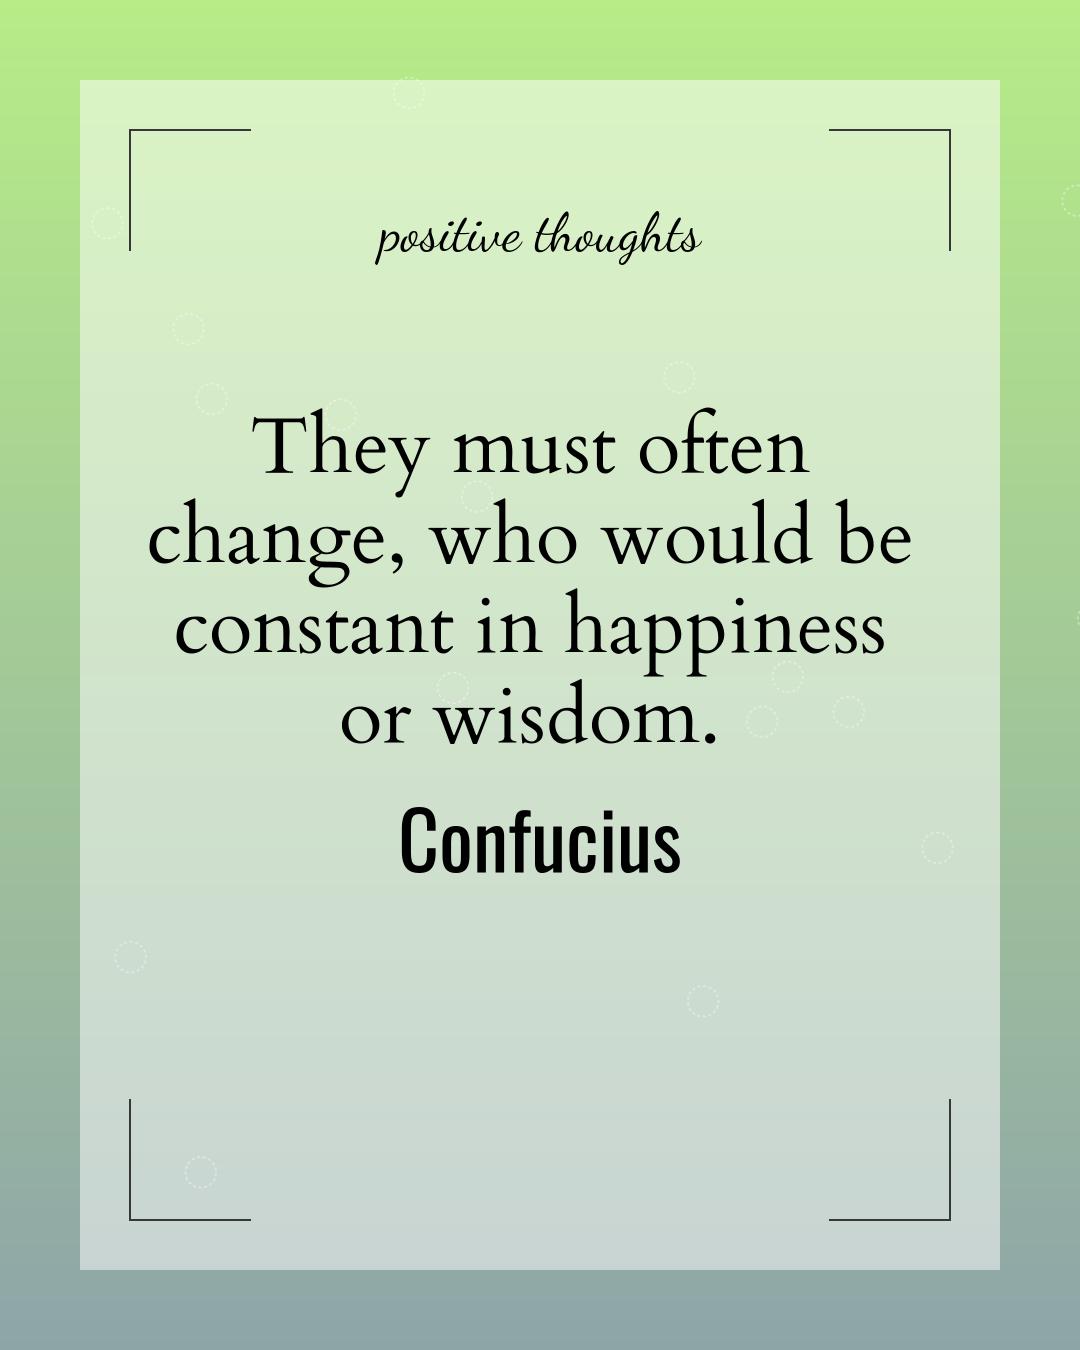 positive thoughts
They must often
change, who would be
constant in happiness
or wisdom.
Confucius